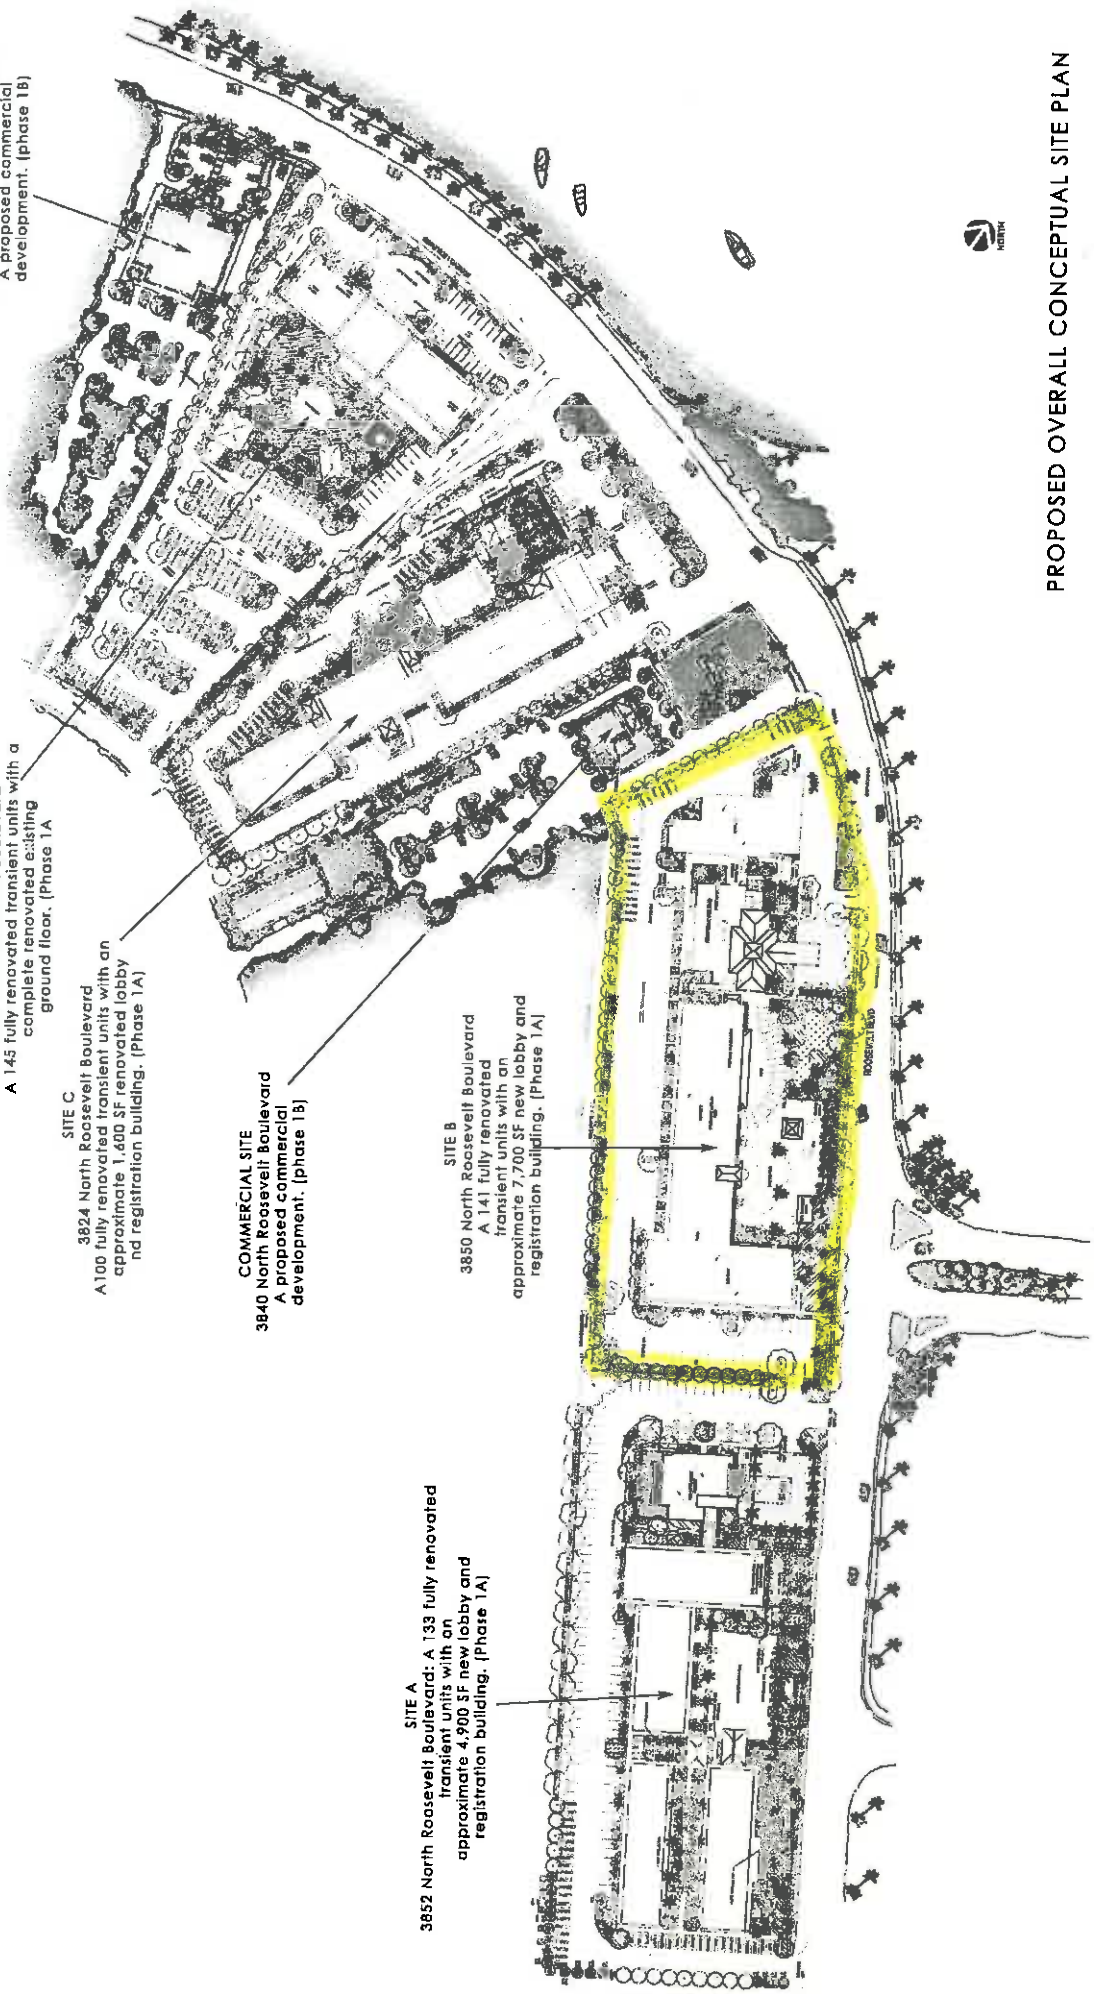 A proposed commercial
development. (phase 1B)
A 145 fully renovated transient units with a
complete renovated existing
ground floor. (Phase 1A
SITE C
3824 North Roosevelt Boulevard
A100 fully renovated transient units with an
approximate 1,600 SF renovated lobby
nd registration building. (Phase 1A)
COMMERCIAL SITE
3840 North Roosevelt Boulevard
A proposed commercial
development. (phase 1B)
SITE B
3850 North Roosevelt Boulevard
A 141 fully renovated
transient units with an
approximate 7,700 SF new lobby and
registration building. (Phase 1A)
SITE A
3852 North Roosevelt Boulevard: A 133 fully renovated
transient units with an
approximate 4,900 SF new lobby and
registration building. (Phase 1A)
ROOSEVELT BLVD
NORTH
PROPOSED OVERALL CONCEPTUAL SITE PLAN